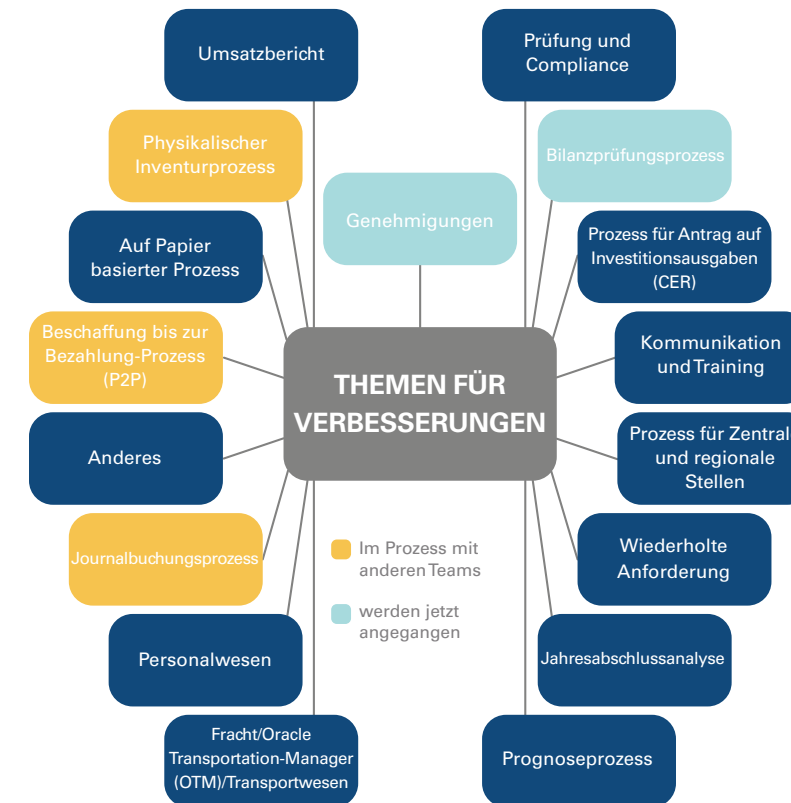 Umsatzbericht
Prüfung und
Compliance
Physikalischer
Inventurprozess
Genehmigungen
Bilanzprüfungsprozess
Auf Papier
basierter Prozess
Prozess für Antrag auf
Investitionsausgaben
(CER)
Beschaffung bis zur
Bezahlung-Prozess
(P2P)
THEMEN FÜR
VERBESSERUNGEN
Kommunikation
und Training
Anderes
Prozess für Zentrale
und regionale
Stellen
Journalbuchungsprozess
Im Prozess mit
anderen Teams
werden jetzt
angegangen
Wiederholte
Anforderung
Personalwesen
Jahresabschlussanalyse
Fracht/Oracle
Transportation-Manager
(OTM)/Transportwesen
Prognoseprozess